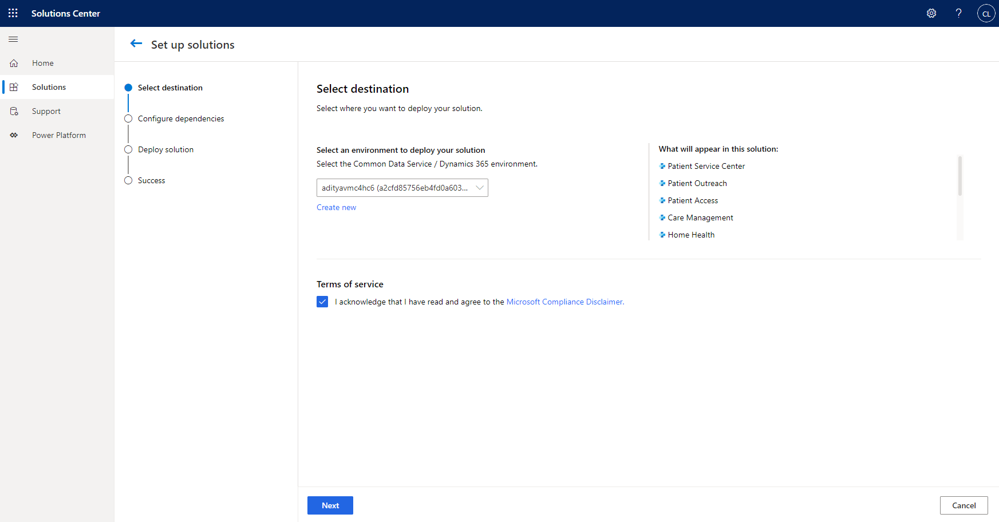 Solutions Center
?
CL
Home
Solutions
Support
Power Platform
Set up solutions
Select destination
Configure dependencies
Deploy solution
Success
Select destination
Select where you want to deploy your solution.
Select an environment to deploy your solution
Select the Common Data Service / Dynamics 365 environment.
adityavmc4hc6 (a2cfd85756eb4fd0a603...
Create new
What will appear in this solution:
Patient Service Center
Patient Outreach
Patient Access
Care Management
Home Health
Terms of service
I acknowledge that I have read and agree to the Microsoft Compliance Disclaimer.
Next
Cancel